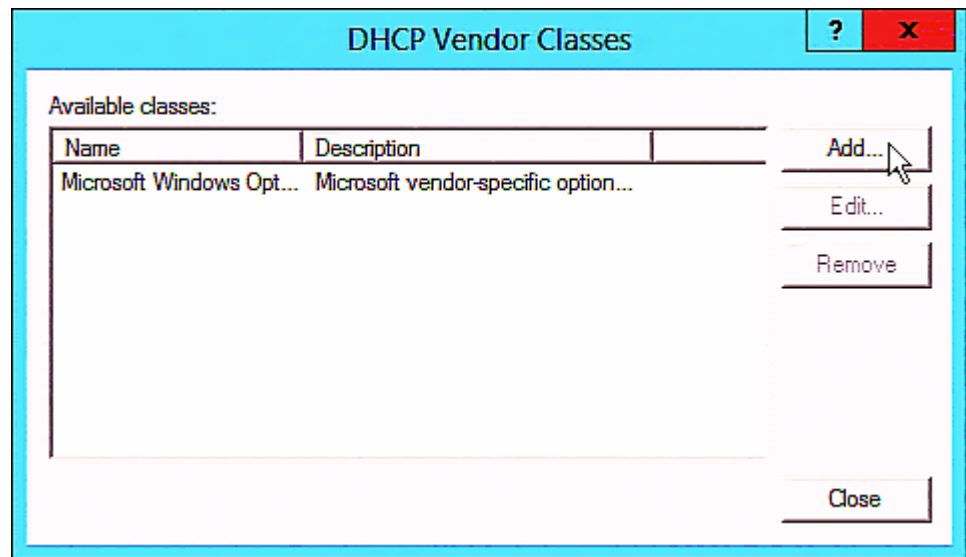 DHCP Vendor Classes
? x
Available classes:
Name Description
Add...
Microsoft Windows Opt... Microsoft vendor-specific option...
Edit...
Remove
Close